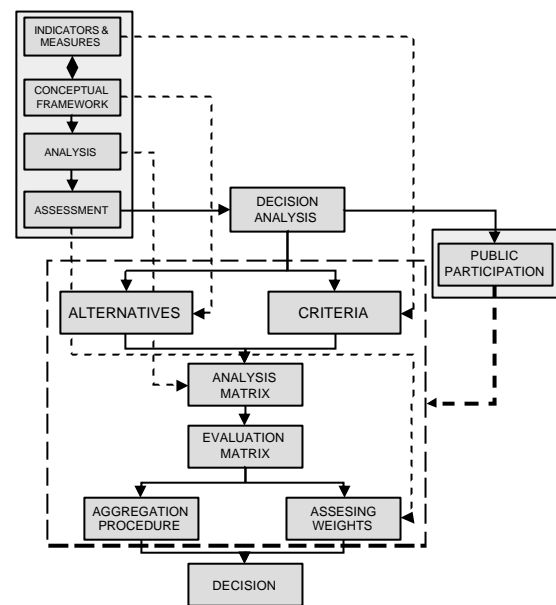 INDICATORS &
MEASURES
CONCEPTUAL
FRAMEWORK
ANALYSIS
ASSESSMENT
DECISION
ANALYSIS
PUBLIC
PARTICIPATION
ALTERNATIVES
CRITERIA
ANALYSIS
MATRIX
EVALUATION
MATRIX
AGGREGATION
PROCEDURE
ASSESING
WEIGHTS
DECISION